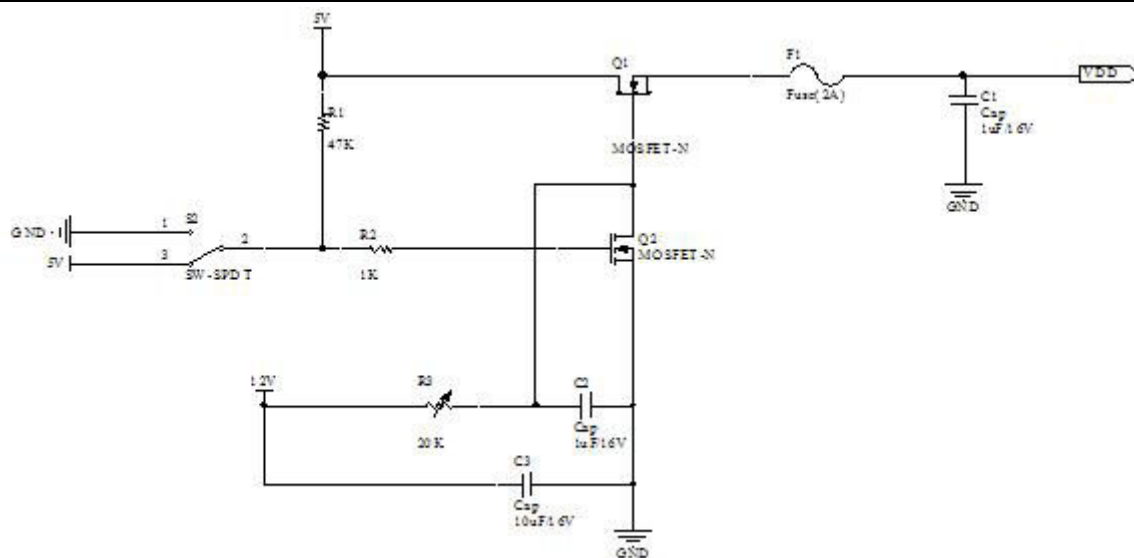 5V
Q1
F1
Fuse(2A)
VDD
C1
Cap
1uF/16V
GND
R1
47K
MOSFET-N
GND
1
S2
2
5V
3
SW-SPDT
R2
1K
Q2
MOSFET-N
12V
R3
20K
C2
Cap
1uF/16V
C3
Cap
10uF/16V
GND